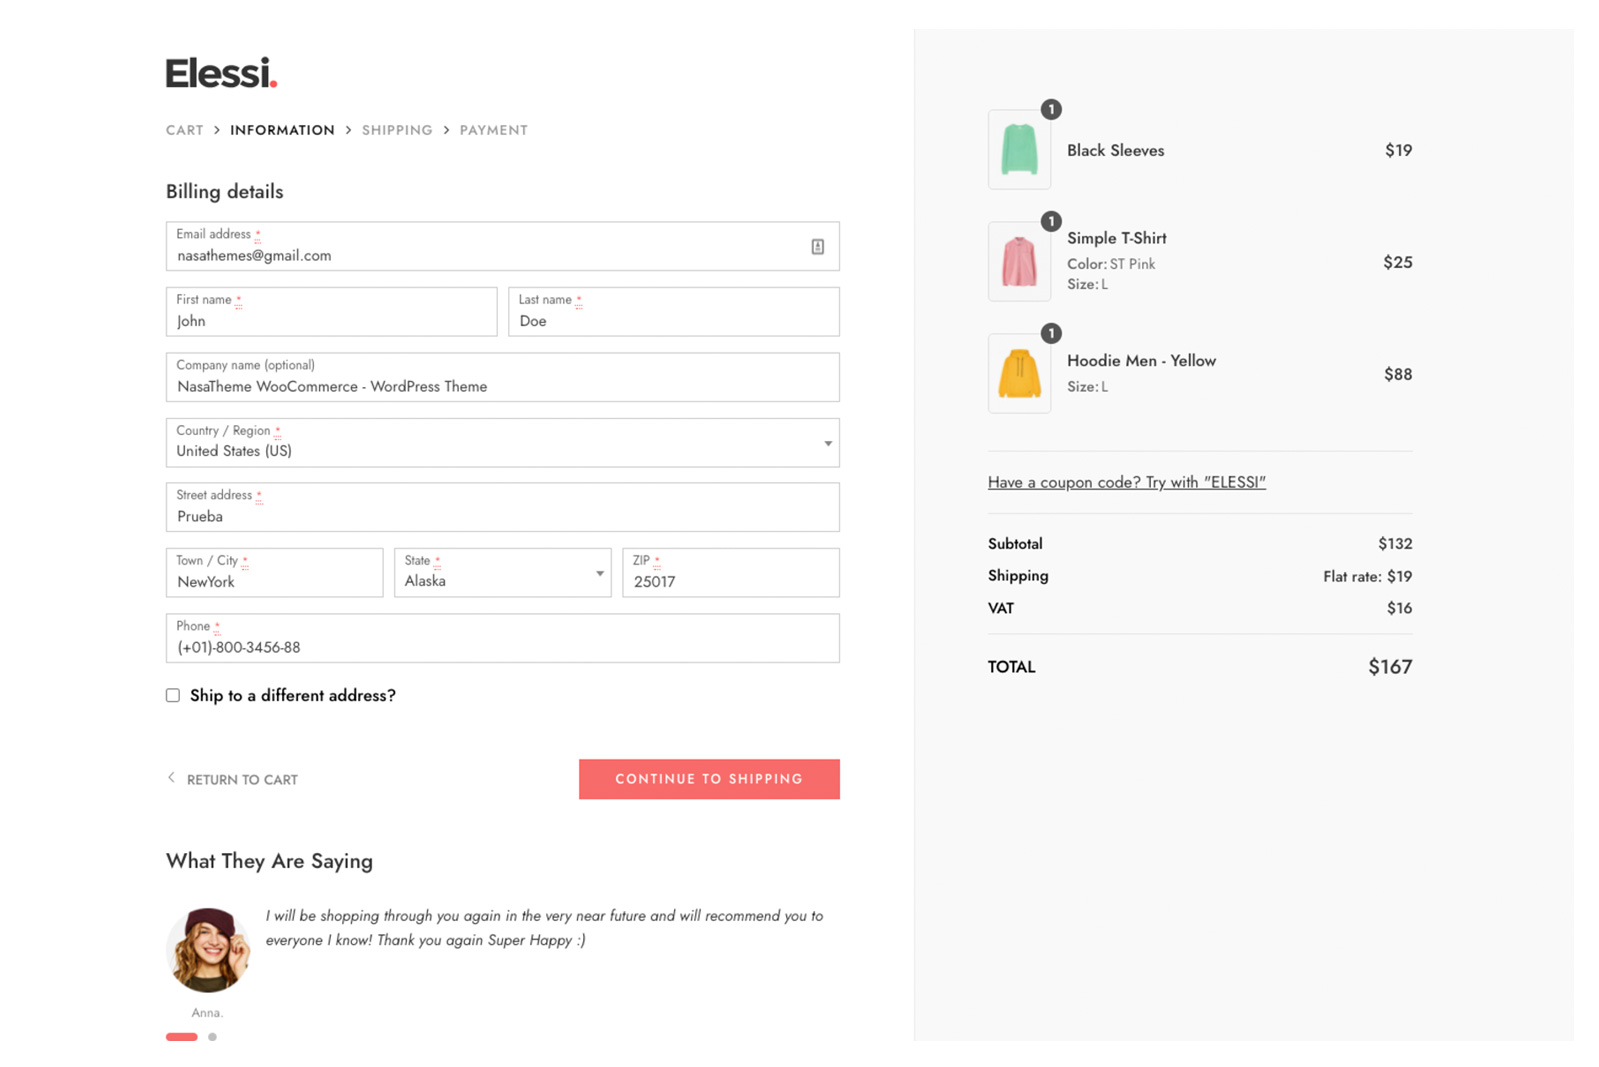 Elessi.
CART > INFORMATION > SHIPPING > PAYMENT
Billing details
Email address *
nasathemes@gmail.com
First name *
John
Last name *
Doe
Company name (optional)
NasaTheme WooCommerce - WordPress Theme
Country / Region *
United States (US)
Street address *
Prueba
Town / City *
NewYork
State *
Alaska
ZIP *
25017
Phone *
(+01)-800-3456-88
Ship to a different address?
< RETURN TO CART
CONTINUE TO SHIPPING
What They Are Saying
I will be shopping through you again in the very near future and will recommend you to
everyone I know! Thank you again Super Happy :)
Anna.
1
Black Sleeves
$19
1
Simple T-Shirt
Color: ST Pink
Size: L
$25
1
Hoodie Men - Yellow
Size: L
$88
Have a coupon code? Try with "ELESSI"
Subtotal $132
Shipping Flat rate: $19
VAT $16
TOTAL $167